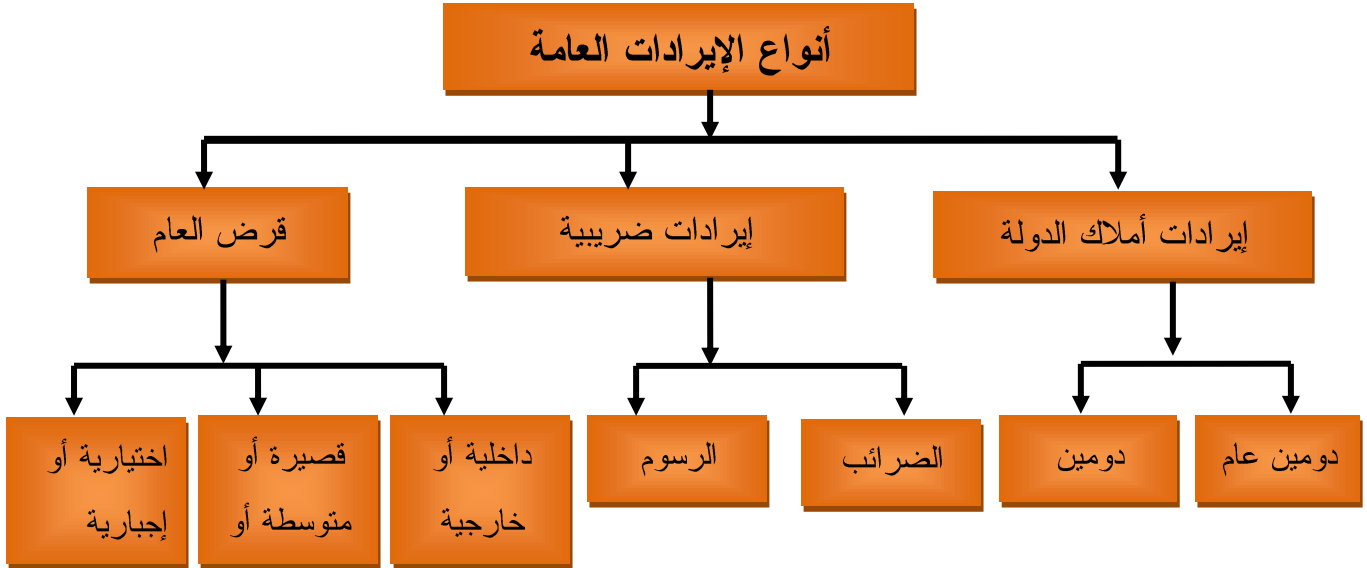 أنواع الإيرادات العامة
إيرادات أملاك الدولة
إيرادات ضريبية
قرض العام
دومين عام
دومين
الضرائب
الرسوم
داخلية أو
خارجية
قصيرة أو
متوسطة أو
اختيارية أو
إجبارية